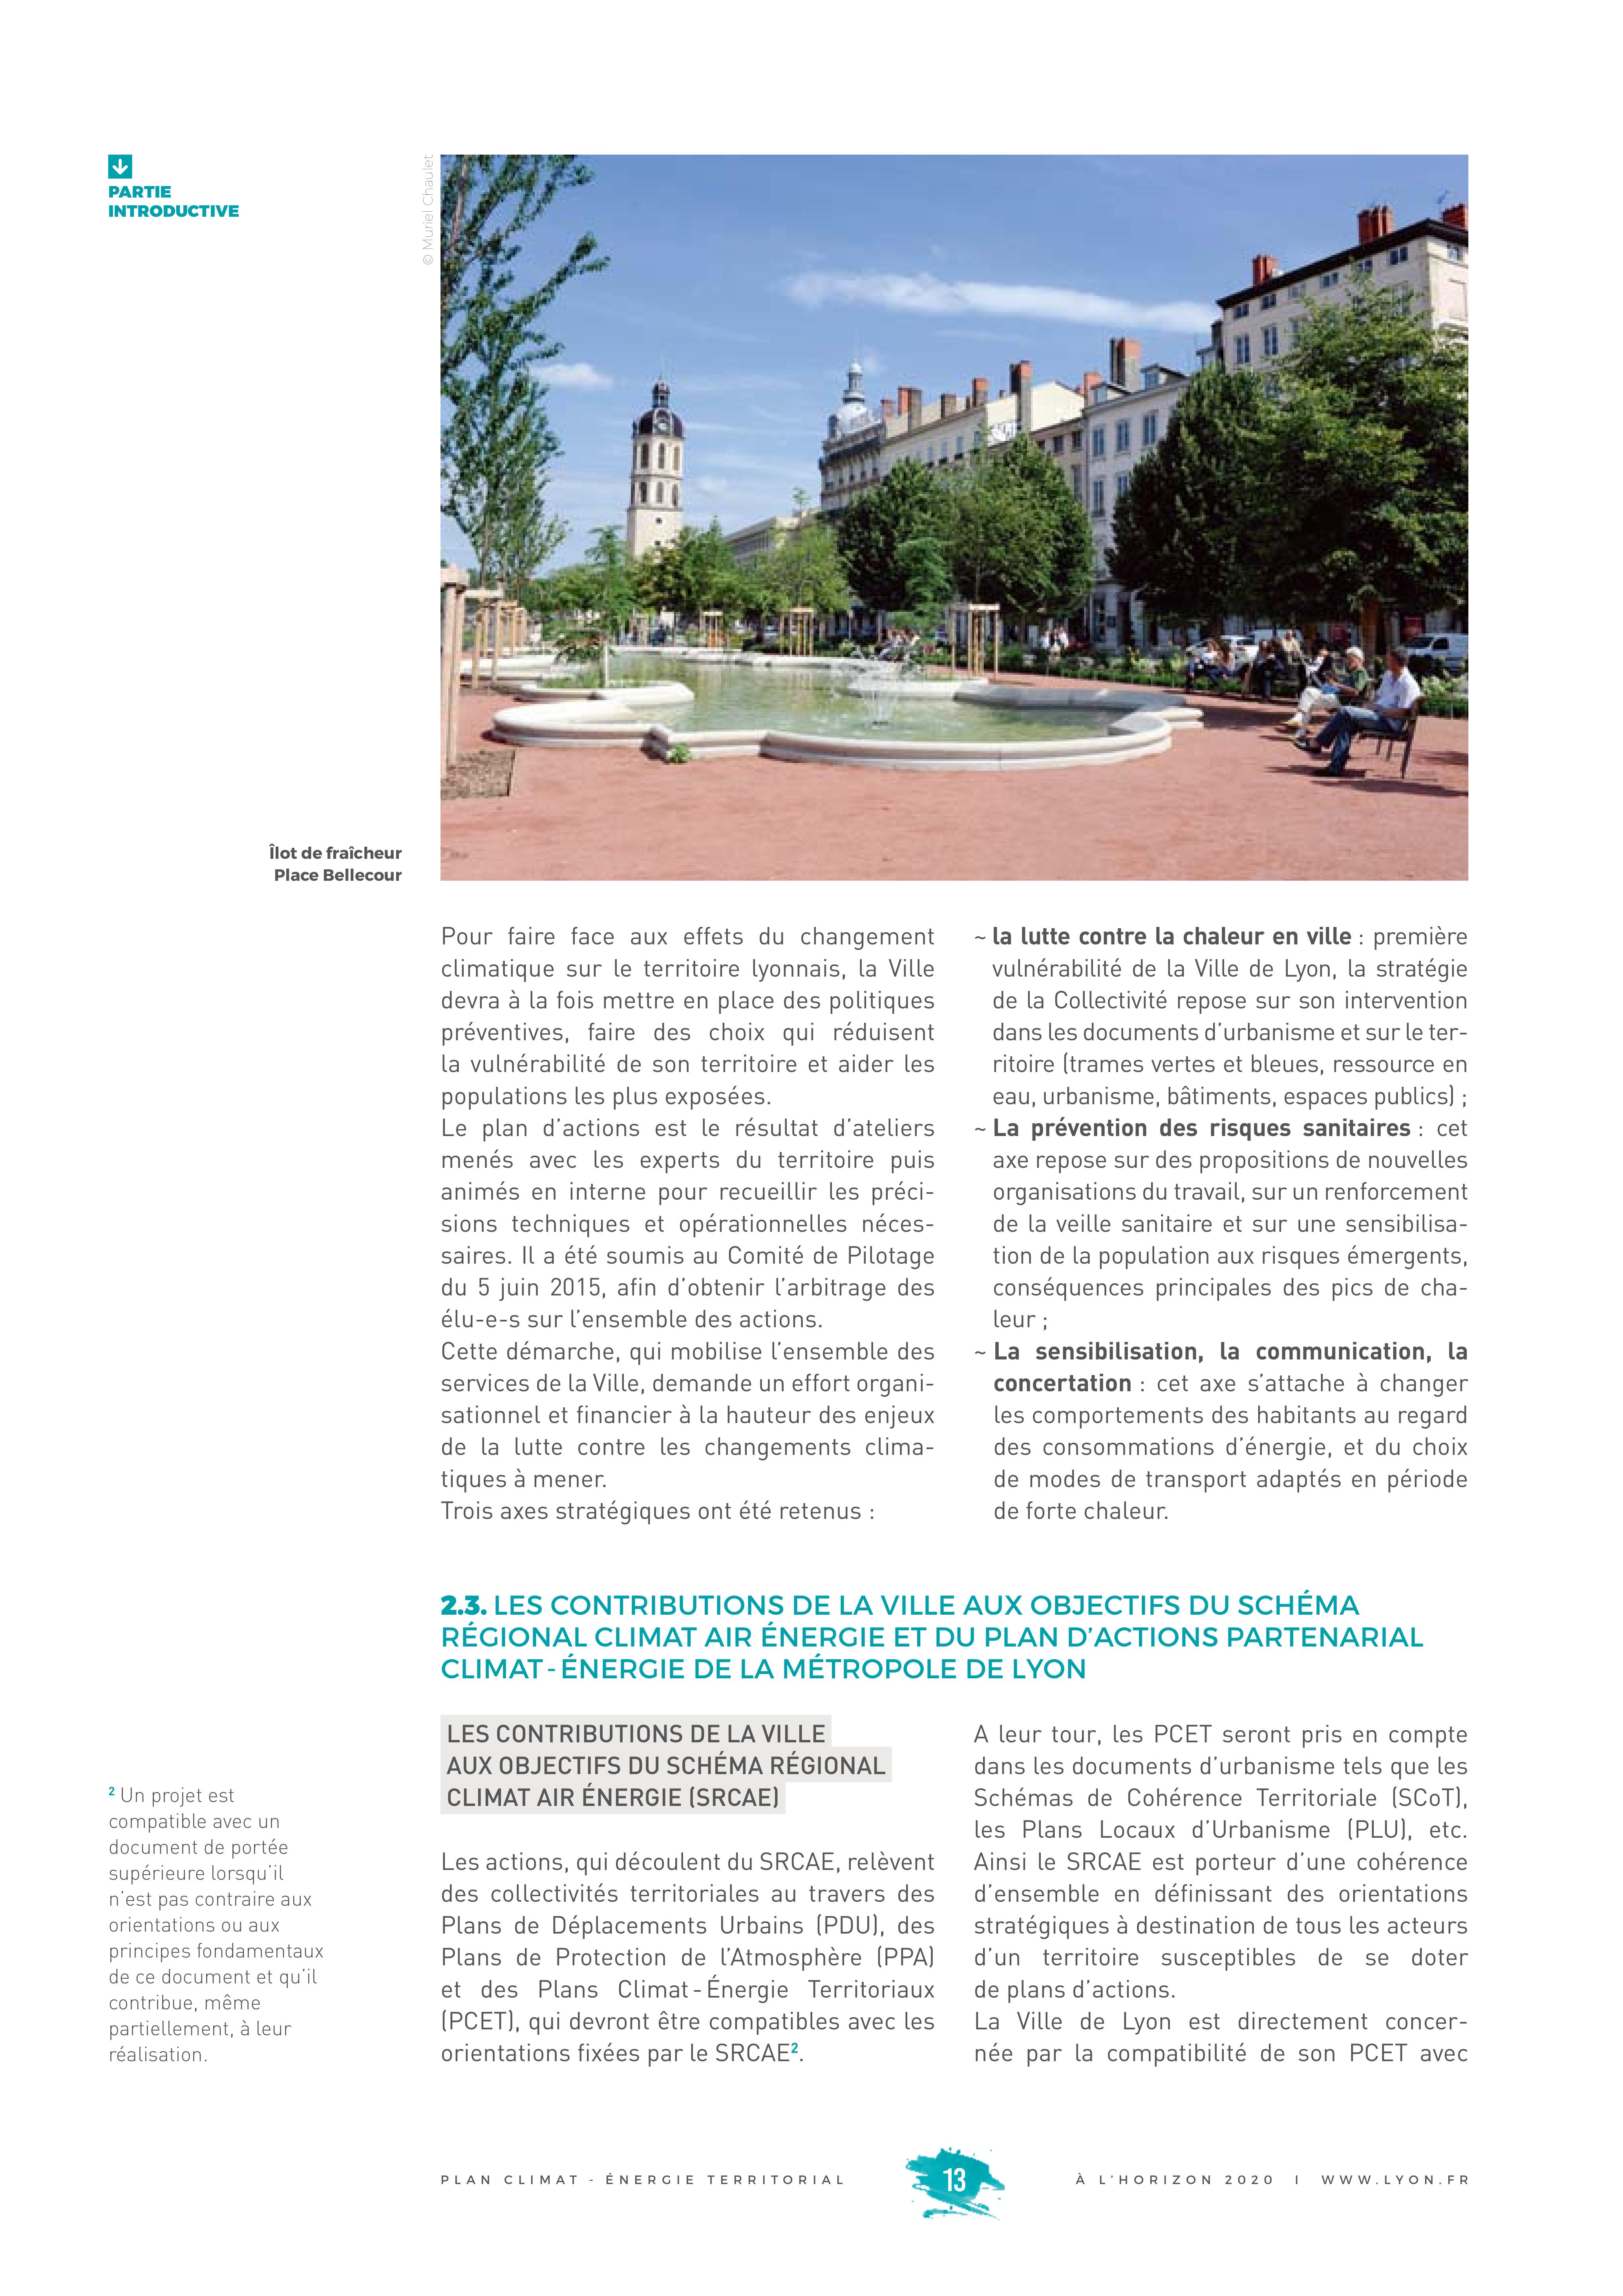 PARTIE
INTRODUCTIVE
© Muriel Chaulet
Îlot de fraîcheur
Place Bellecour
Pour faire face aux effets du changement
climatique sur le territoire lyonnais, la Ville
devra à la fois mettre en place des politiques
préventives, faire des choix qui réduisent
la vulnérabilité de son territoire et aider les
populations les plus exposées.
Le plan d’actions est le résultat d’ateliers
menés avec les experts du territoire puis
animés en interne pour recueillir les préci-
sions techniques et opérationnelles néces-
saires. Il a été soumis au Comité de Pilotage
du 5 juin 2015, afin d’obtenir l’arbitrage des
élu-e-s sur l’ensemble des actions.
Cette démarche, qui mobilise l’ensemble des
services de la Ville, demande un effort organi-
sationnel et financier à la hauteur des enjeux
de la lutte contre les changements clima-
tiques à mener.
Trois axes stratégiques ont été retenus :
~ la lutte contre la chaleur en ville : première
vulnérabilité de la Ville de Lyon, la stratégie
de la Collectivité repose sur son intervention
dans les documents d’urbanisme et sur le ter-
ritoire (trames vertes et bleues, ressource en
eau, urbanisme, bâtiments, espaces publics) ;
~ La prévention des risques sanitaires : cet
axe repose sur des propositions de nouvelles
organisations du travail, sur un renforcement
de la veille sanitaire et sur une sensibilisa-
tion de la population aux risques émergents,
conséquences principales des pics de cha-
leur ;
~ La sensibilisation, la communication, la
concertation : cet axe s’attache à changer
les comportements des habitants au regard
des consommations d’énergie, et du choix
de modes de transport adaptés en période
de forte chaleur.
2.3. LES CONTRIBUTIONS DE LA VILLE AUX OBJECTIFS DU SCHÉMA
RÉGIONAL CLIMAT AIR ÉNERGIE ET DU PLAN D’ACTIONS PARTENARIAL
CLIMAT - ÉNERGIE DE LA MÉTROPOLE DE LYON
LES CONTRIBUTIONS DE LA VILLE
AUX OBJECTIFS DU SCHÉMA RÉGIONAL
CLIMAT AIR ÉNERGIE (SRCAE)
Les actions, qui découlent du SRCAE, relèvent
des collectivités territoriales au travers des
Plans de Déplacements Urbains (PDU), des
Plans de Protection de l’Atmosphère (PPA)
et des Plans Climat - Énergie Territoriaux
(PCET), qui devront être compatibles avec les
orientations fixées par le SRCAE².
A leur tour, les PCET seront pris en compte
dans les documents d’urbanisme tels que les
Schémas de Cohérence Territoriale (SCoT),
les Plans Locaux d’Urbanisme (PLU), etc.
Ainsi le SRCAE est porteur d’une cohérence
d’ensemble en définissant des orientations
stratégiques à destination de tous les acteurs
d’un territoire susceptibles de se doter
de plans d’actions.
La Ville de Lyon est directement concer-
née par la compatibilité de son PCET avec
² Un projet est
compatible avec un
document de portée
supérieure lorsqu’il
n’est pas contraire aux
orientations ou aux
principes fondamentaux
de ce document et qu’il
contribue, même
partiellement, à leur
réalisation.
PLAN CLIMAT - ÉNERGIE TERRITORIAL
13
À L’HORIZON 2020 I WWW.LYON.FR